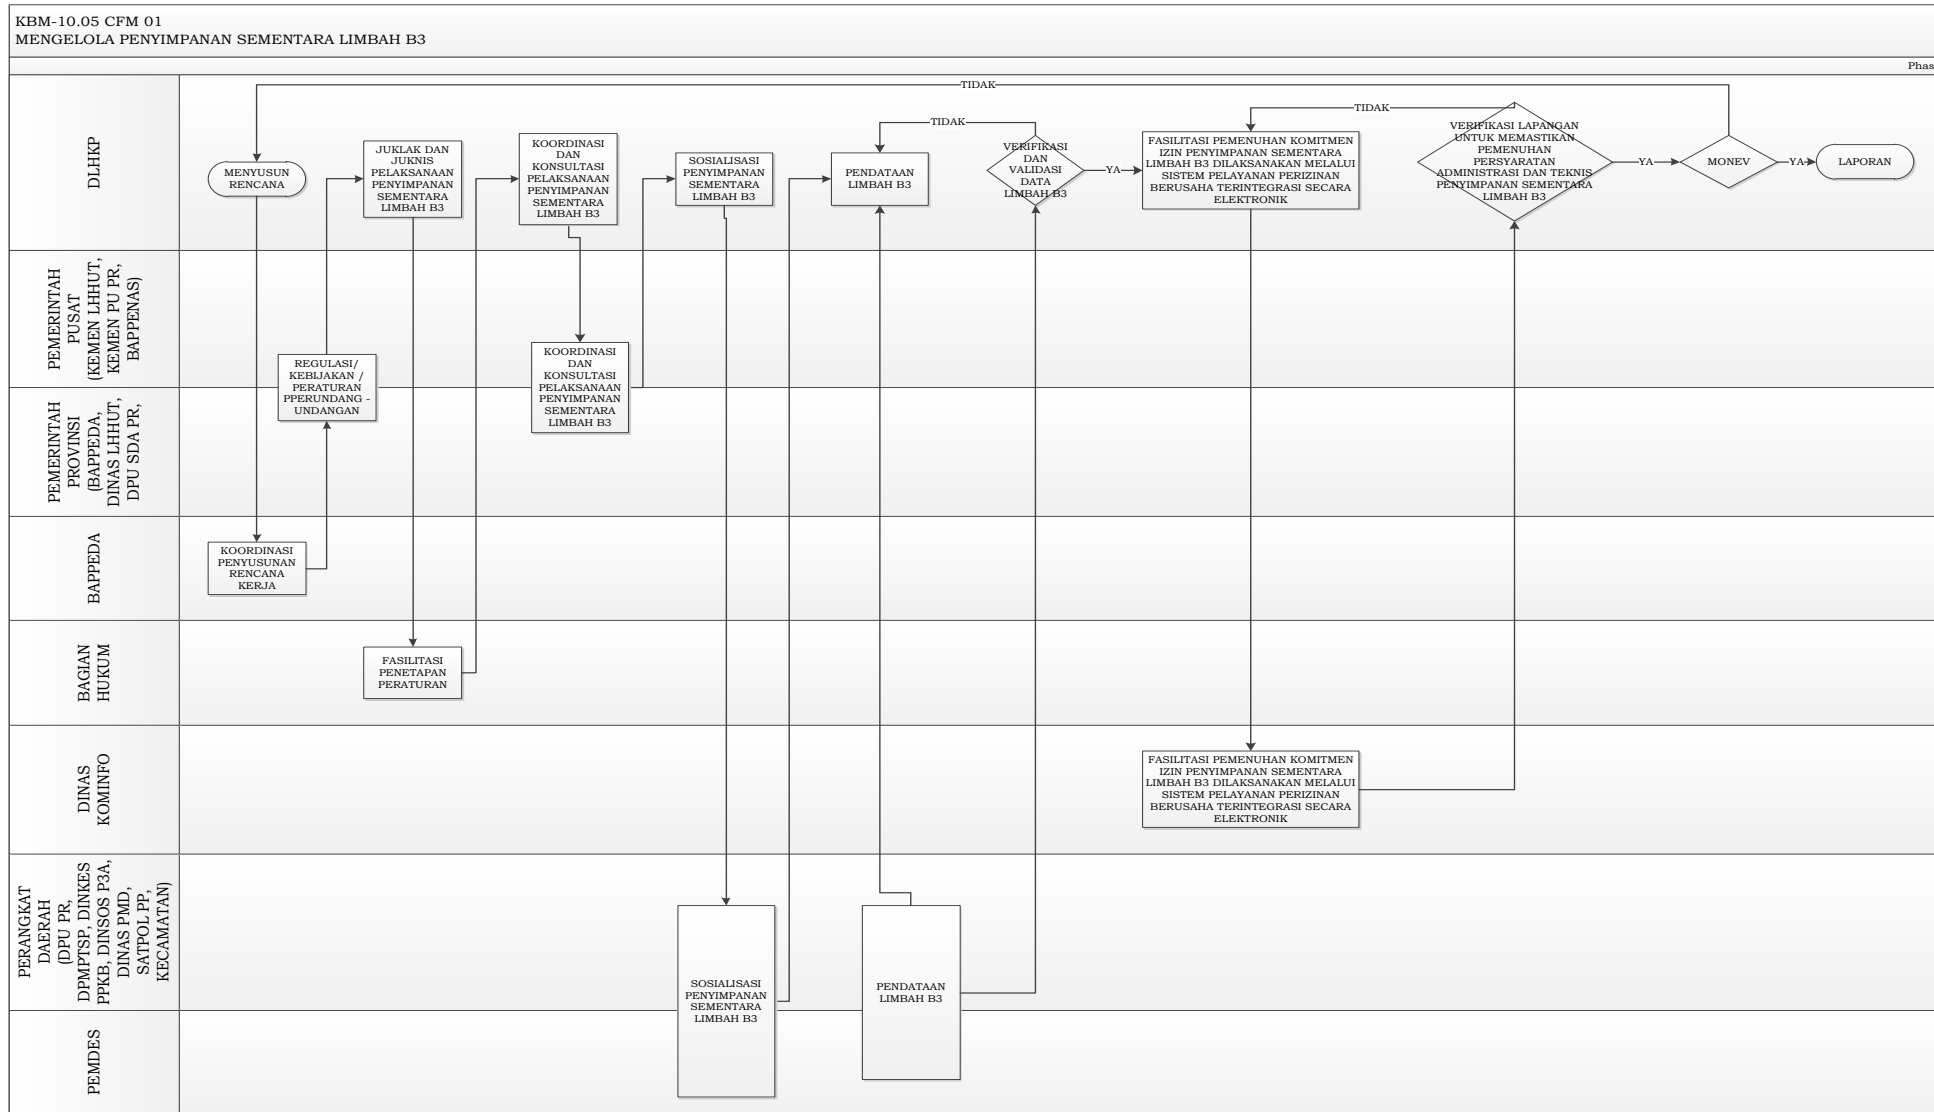 KBM-10.05 CFM 01
MENGELOLA PENYIMPANAN SEMENTARA LIMBAH B3
Phas
DLHKP
MENYUSUN
RENCANA
JUKLAK DAN
JUKNIS
PELAKSANAAN
PENYIMPANAN
SEMENTARA
LIMBAH B3
KOORDINASI
DAN
KONSULTASI
PELAKSANAAN
PENYIMPANAN
SEMENTARA
LIMBAH B3
SOSIALISASI
PENYIMPANAN
SEMENTARA
LIMBAH B3
PENDATAAN
LIMBAH B3
TIDAK
VERIFIKASI
DAN
VALIDASI
DATA
LIMBAH B3
YA
TIDAK
FASILITASI PEMENUHAN KOMITMEN
IZIN PENYIMPANAN SEMENTARA
LIMBAH B3 DILAKSANAKAN MELALUI
SISTEM PELAYANAN PERIZINAN
BERUSAHA TERINTEGRASI SECARA
ELEKTRONIK
TIDAK
VERIFIKASI LAPANGAN
UNTUK MEMASTIKAN
PEMENUHAN
PERSYARATAN
ADMINISTRASI DAN TEKNIS
PENYIMPANAN SEMENTARA
LIMBAH B3
YA
MONEV
YA
LAPORAN
PEMERINTAH
PUSAT
(KEMEN LHHUT,
KEMEN PU PR,
BAPPENAS)
REGULASI/
KEBIJAKAN /
PERATURAN
PPERUNDANG -
UNDANGAN
KOORDINASI
DAN
KONSULTASI
PELAKSANAAN
PENYIMPANAN
SEMENTARA
LIMBAH B3
PEMERINTAH
PROVINSI
(BAPPEDA,
DINAS LHHUT,
DPU SDA PR,
BAPPEDA
KOORDINASI
PENYUSUNAN
RENCANA
KERJA
BAGIAN
HUKUM
FASILITASI
PENETAPAN
PERATURAN
DINAS
KOMINFO
FASILITASI PEMENUHAN KOMITMEN
IZIN PENYIMPANAN SEMENTARA
LIMBAH B3 DILAKSANAKAN MELALUI
SISTEM PELAYANAN PERIZINAN
BERUSAHA TERINTEGRASI SECARA
ELEKTRONIK
PERANGKAT
DAERAH
(DPU PR,
DPMPTSP, DINKES
PPKB, DINSOS P3A,
DINAS PMD,
SATPOL PP,
KECAMATAN)
SOSIALISASI
PENYIMPANAN
SEMENTARA
LIMBAH B3
PENDATAAN
LIMBAH B3
PEMDES